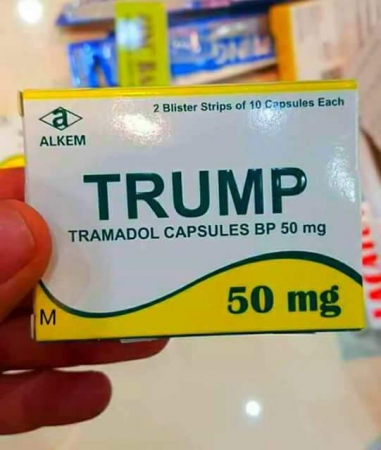 2 Blister Strips of 10 Capsules Each
a
ALKEM
TRUMP
TRAMADOL CAPSULES BP 50 mg
50 mg
M